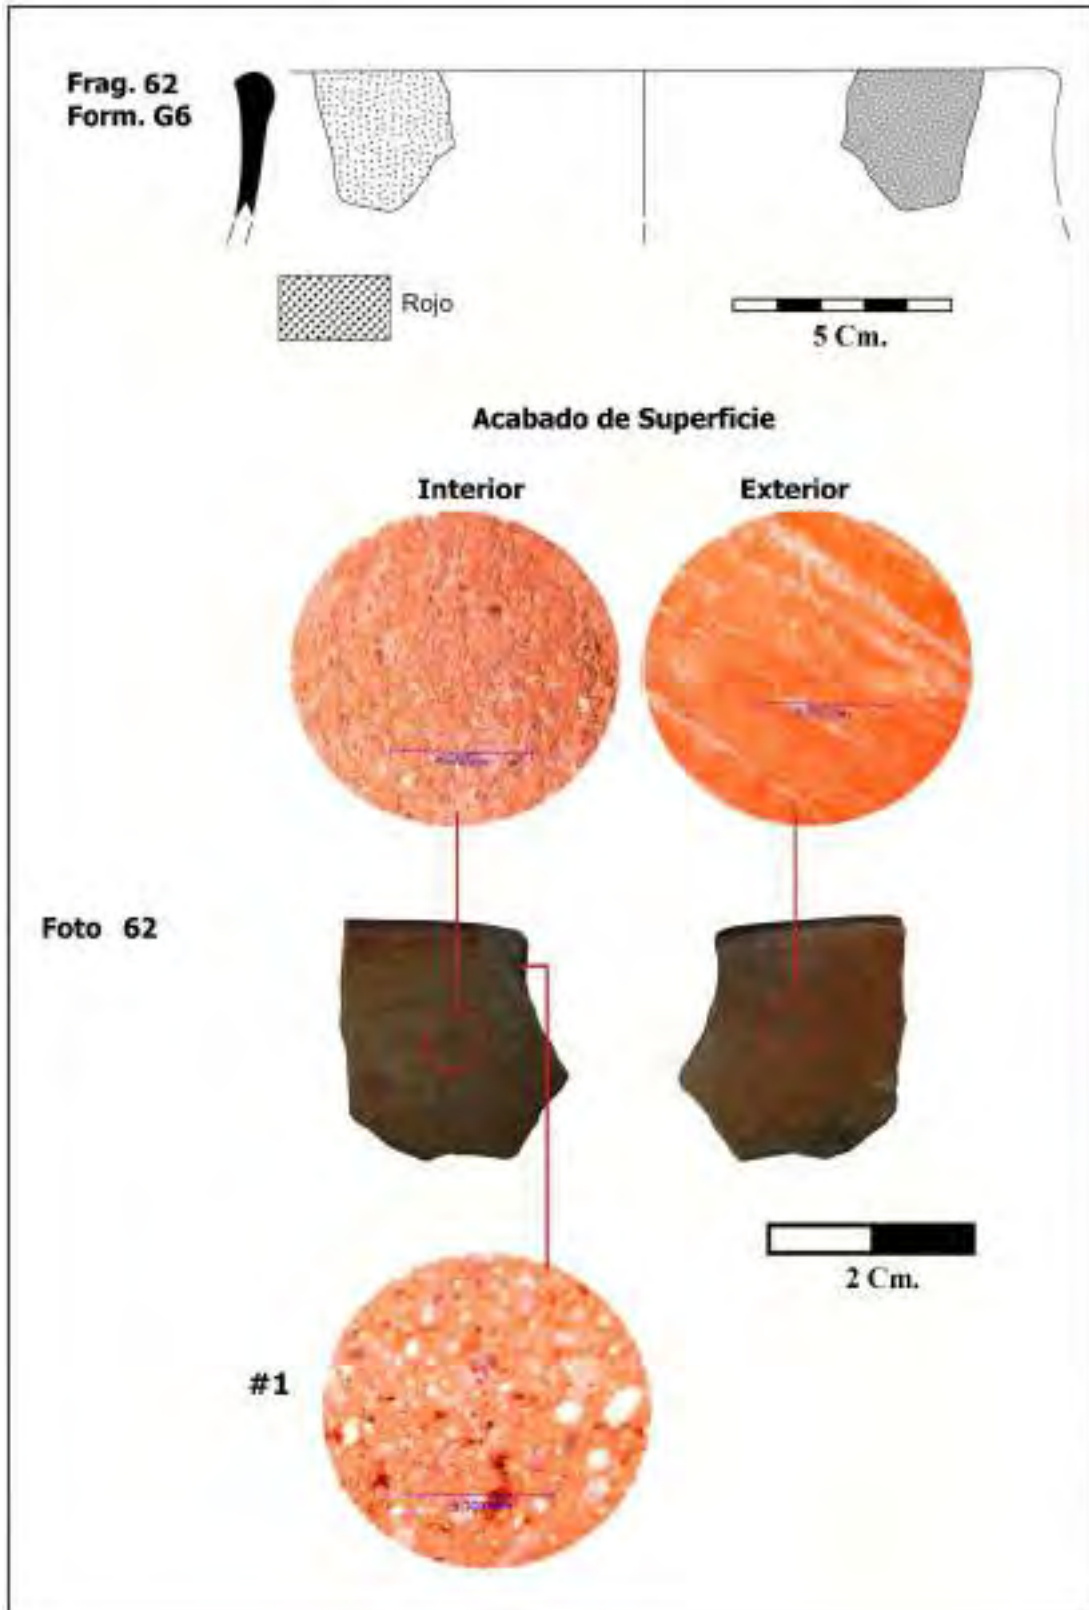 Frag. 62
Form. G6
Rojo
5 Cm.
Acabado de Superficie
Interior
Exterior
Foto 62
2 Cm.
#1